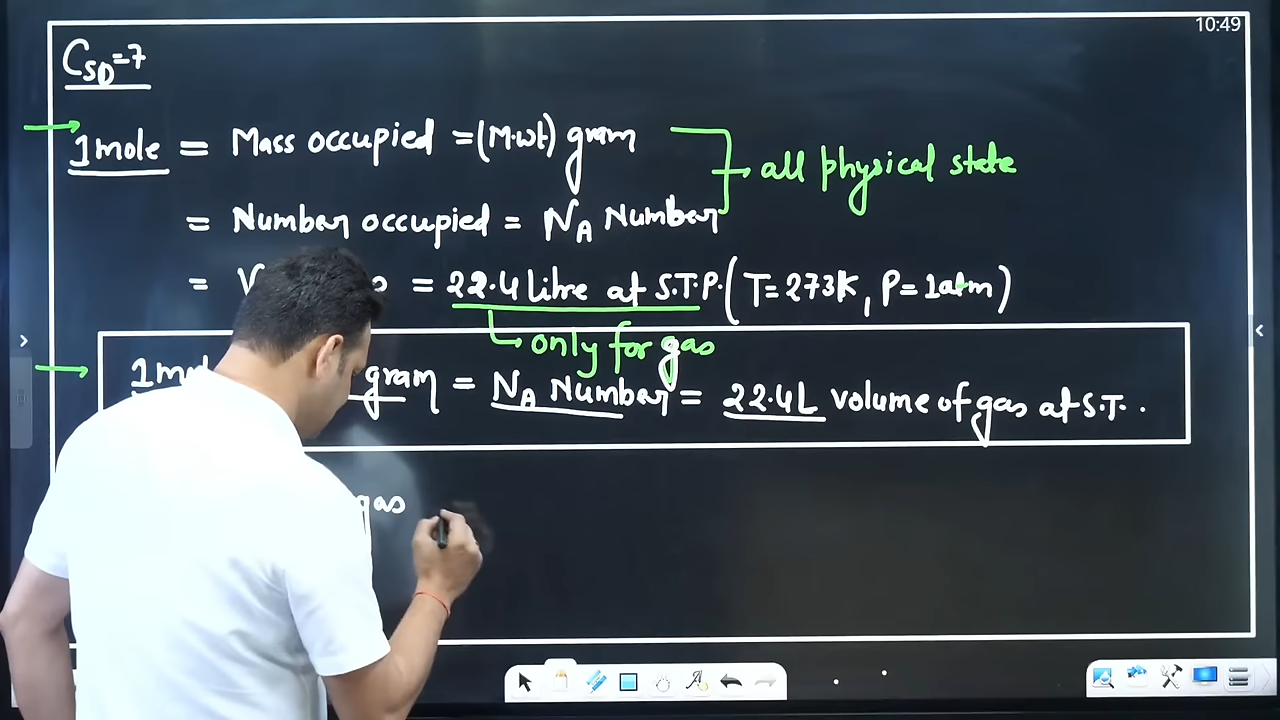 10:49
CSD=7
1mole = Mass occupied =(M.wt) gram
all physical state
= Number occupied = NA Number
= = 22.4 Litre at S.T.P. (T=273K, P=1atm)
only for gas
gram = NA Number = 22.4L volume of gas at S.T. .
gas